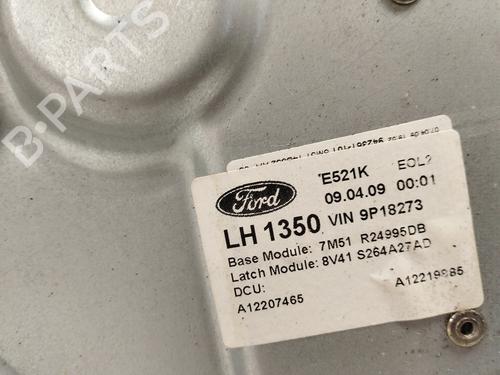 B-PARTS
E521K EOL2
Ford
09.04.09 00:01
LH 1350 VIN 9P18273
Base Module: 7M51 R24995DB
Latch Module: 8V41 S264A27AD
DCU:
A12207465 A12219985